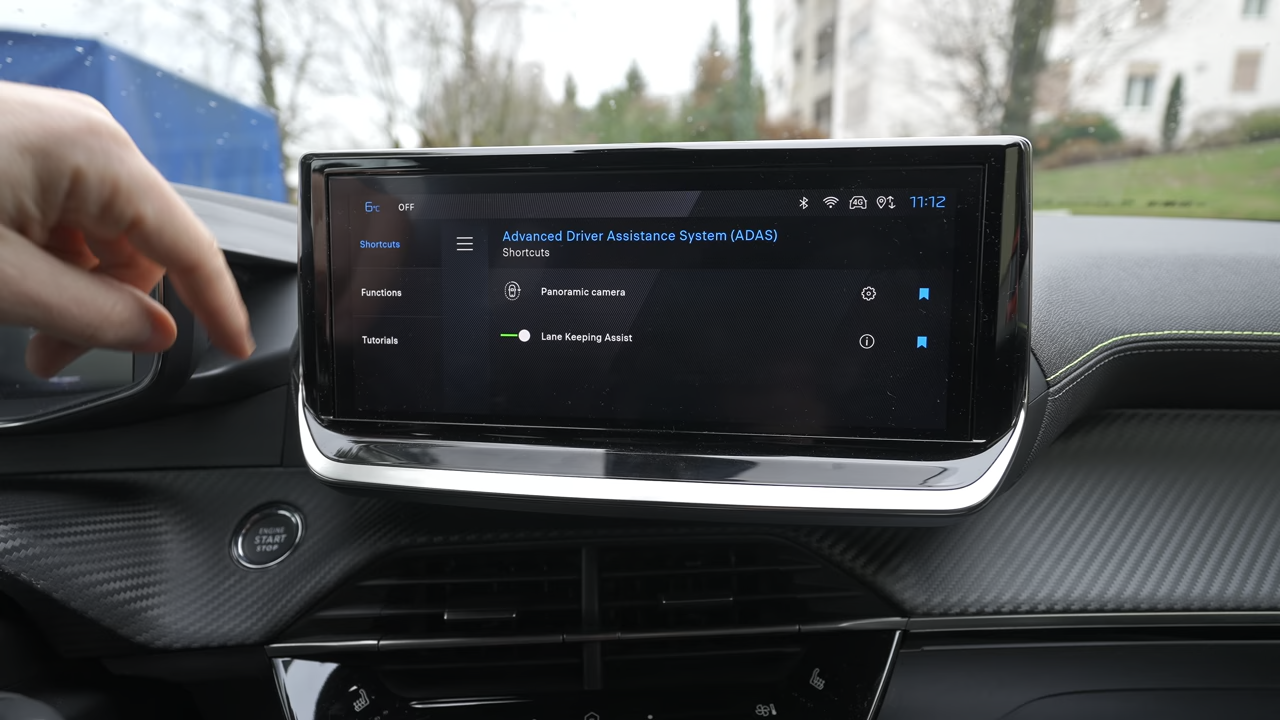 6°C OFF 4G 11:12
Shortcuts
Advanced Driver Assistance System (ADAS)
Shortcuts
Functions
Panoramic camera
Tutorials
Lane Keeping Assist
ENGINE
START
STOP